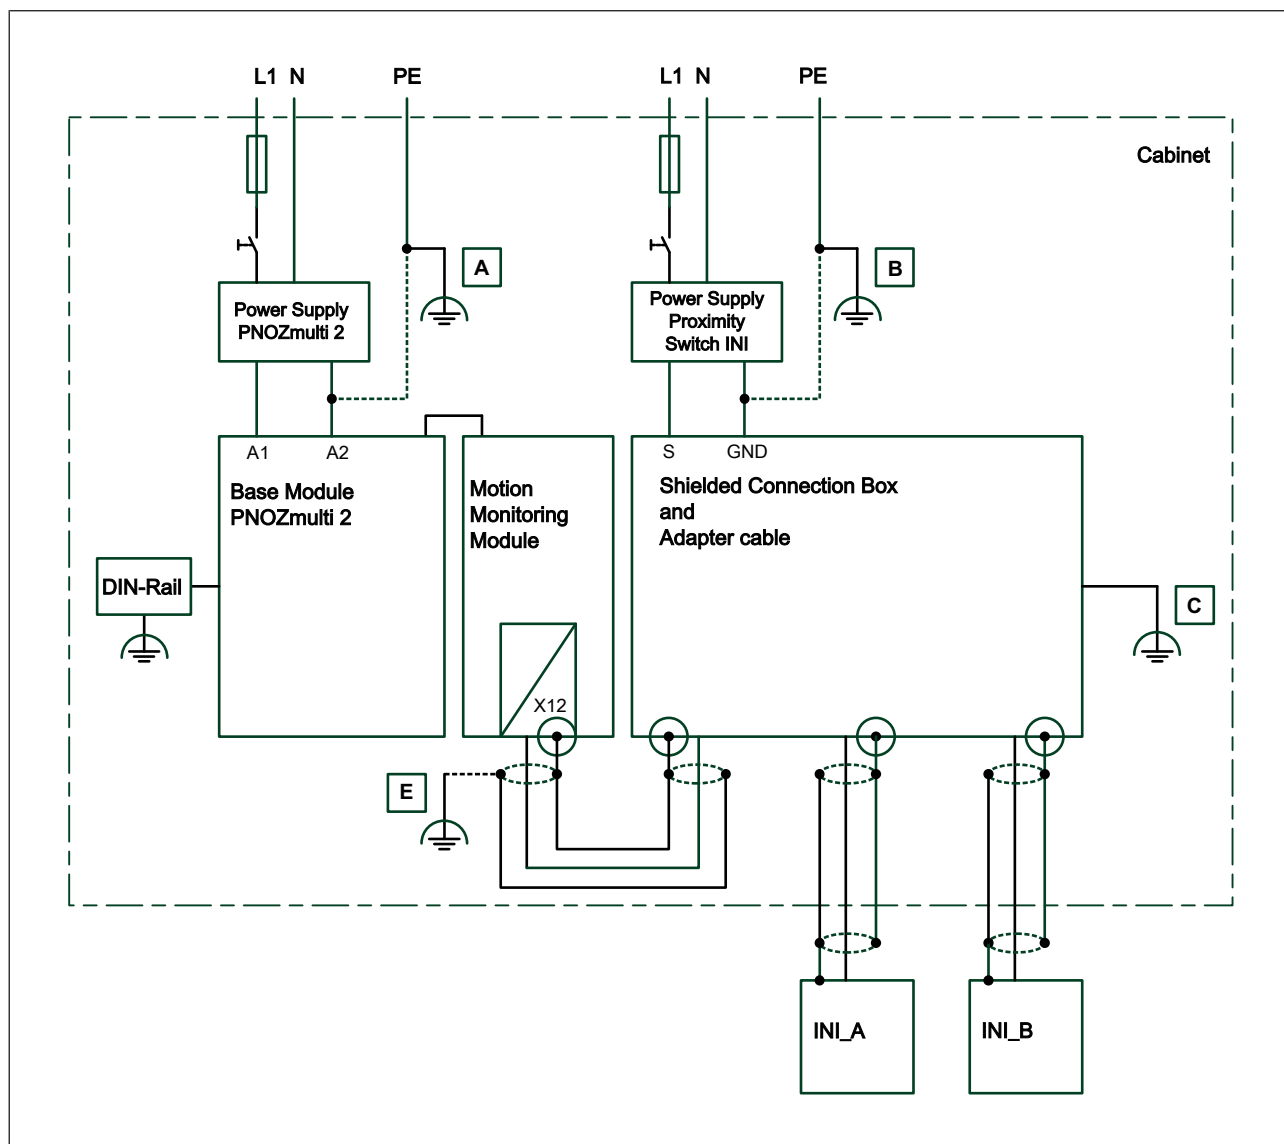 L1 N PE
L1 N PE
Cabinet
A
B
Power Supply
PNOZmulti 2
Power Supply
Proximity
Switch INI
A1 A2
S GND
Base Module
PNOZmulti 2
Motion
Monitoring
Module
Shielded Connection Box
and
Adapter cable
DIN-Rail
C
X12
E
INI_A
INI_B